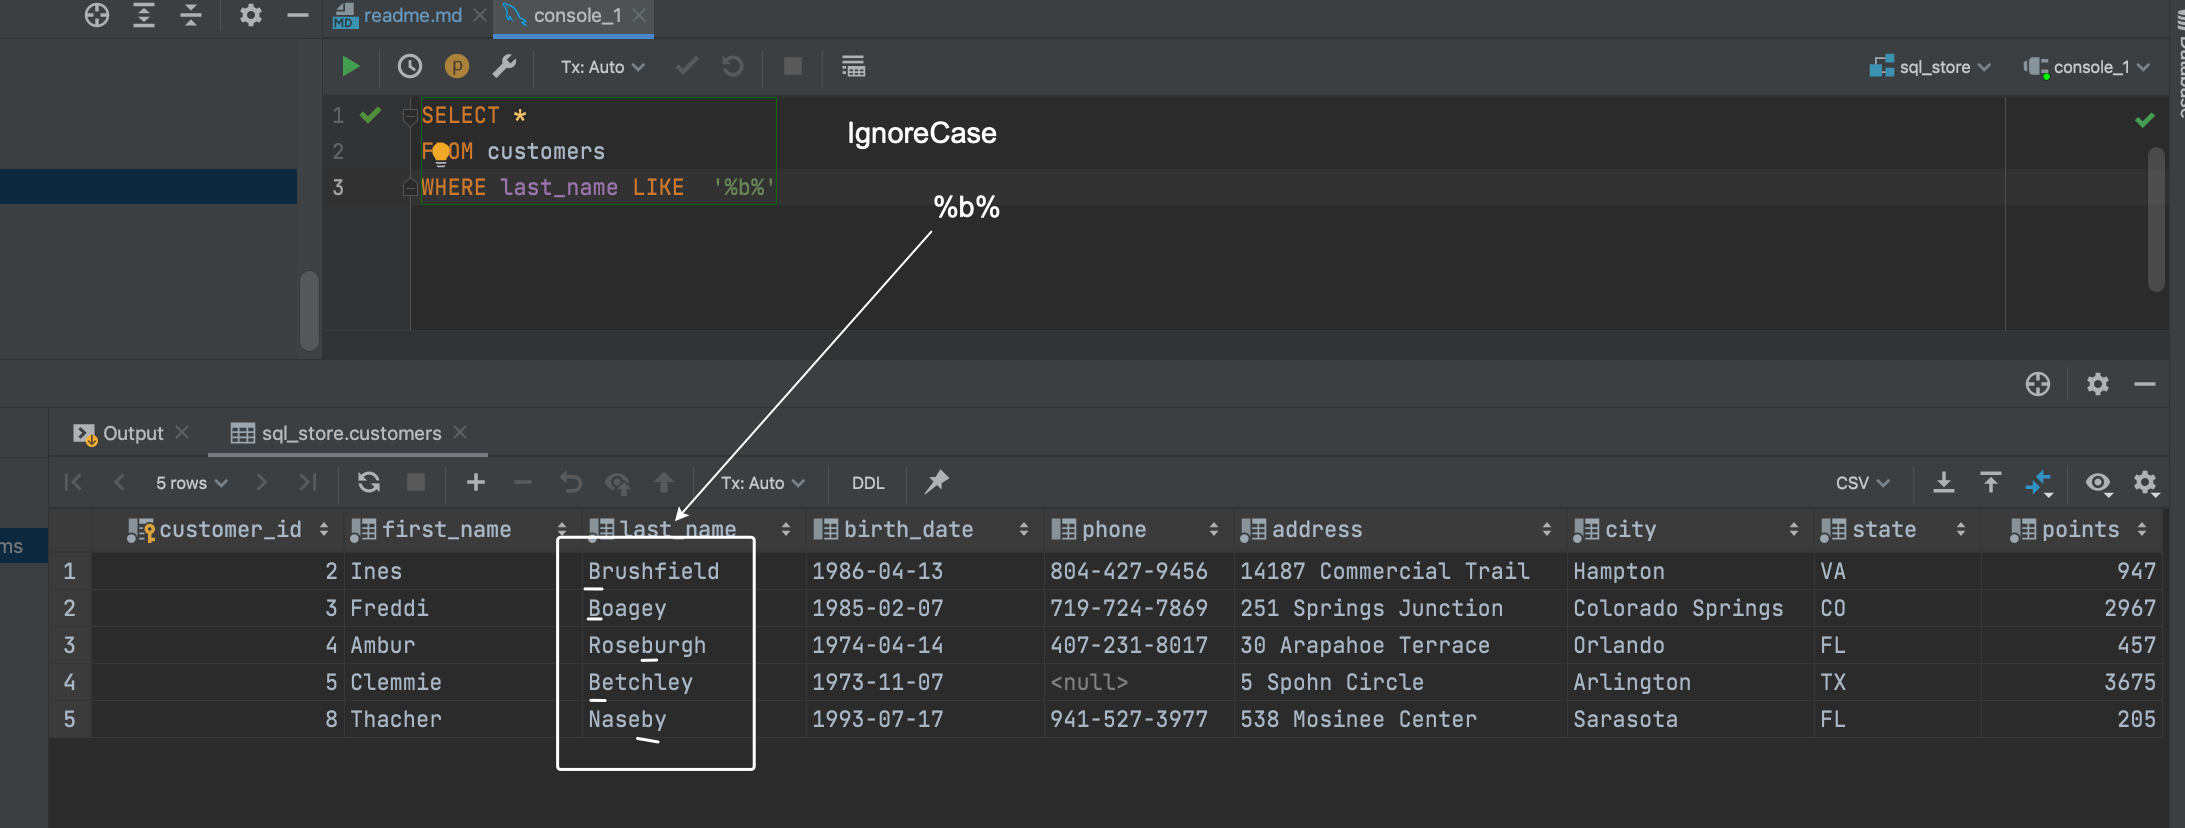 readme.md console_1
Tx: Auto sql_store console_1
Database
1 SELECT *
IgnoreCase
2 FROM customers
3 WHERE last_name LIKE '%b%'
%b%
Output sql_store.customers
5 rows Tx: Auto DDL CSV
customer_id first_name last_name birth_date phone address city state points
ms
1 2 Ines Brushfield 1986-04-13 804-427-9456 14187 Commercial Trail Hampton VA 947
2 3 Freddi Boagey 1985-02-07 719-724-7869 251 Springs Junction Colorado Springs CO 2967
3 4 Ambur Roseburgh 1974-04-14 407-231-8017 30 Arapahoe Terrace Orlando FL 457
4 5 Clemmie Betchley 1973-11-07 <null> 5 Spohn Circle Arlington TX 3675
5 8 Thacher Naseby 1993-07-17 941-527-3977 538 Mosinee Center Sarasota FL 205